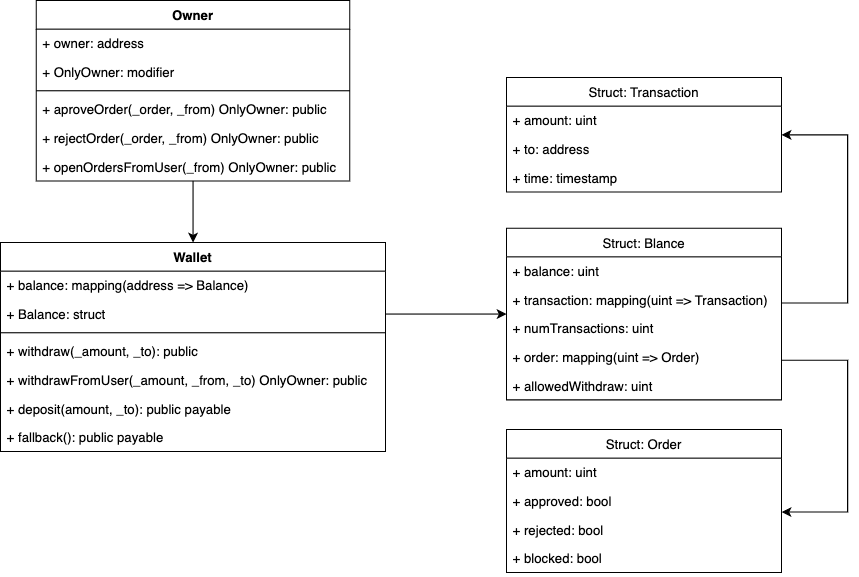 Owner
+ owner: address
+ OnlyOwner: modifier
+ aproveOrder(_order, _from) OnlyOwner: public
+ rejectOrder(_order, _from) OnlyOwner: public
+ openOrdersFromUser(_from) OnlyOwner: public
Wallet
+ balance: mapping(address => Balance)
+ Balance: struct
+ withdraw(_amount, _to): public
+ withdrawFromUser(_amount, _from, _to) OnlyOwner: public
+ deposit(amount, _to): public payable
+ fallback(): public payable
Struct: Transaction
+ amount: uint
+ to: address
+ time: timestamp
Struct: Blance
+ balance: uint
+ transaction: mapping(uint => Transaction)
+ numTransactions: uint
+ order: mapping(uint => Order)
+ allowedWithdraw: uint
Struct: Order
+ amount: uint
+ approved: bool
+ rejected: bool
+ blocked: bool